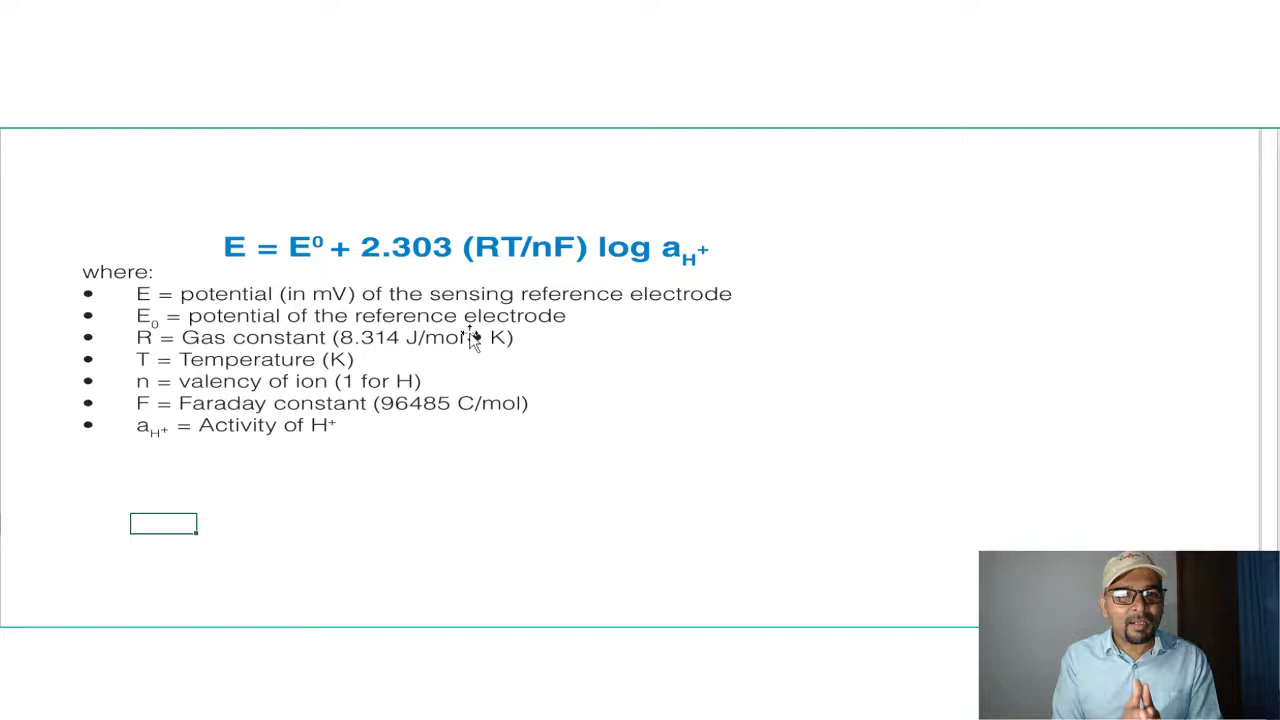 E = E⁰ + 2.303 (RT/nF) log aH⁺
where:
• E = potential (in mV) of the sensing reference electrode
• E₀ = potential of the reference electrode
• R = Gas constant (8.314 J/mol • K)
• T = Temperature (K)
• n = valency of ion (1 for H)
• F = Faraday constant (96485 C/mol)
• aH⁺ = Activity of H⁺